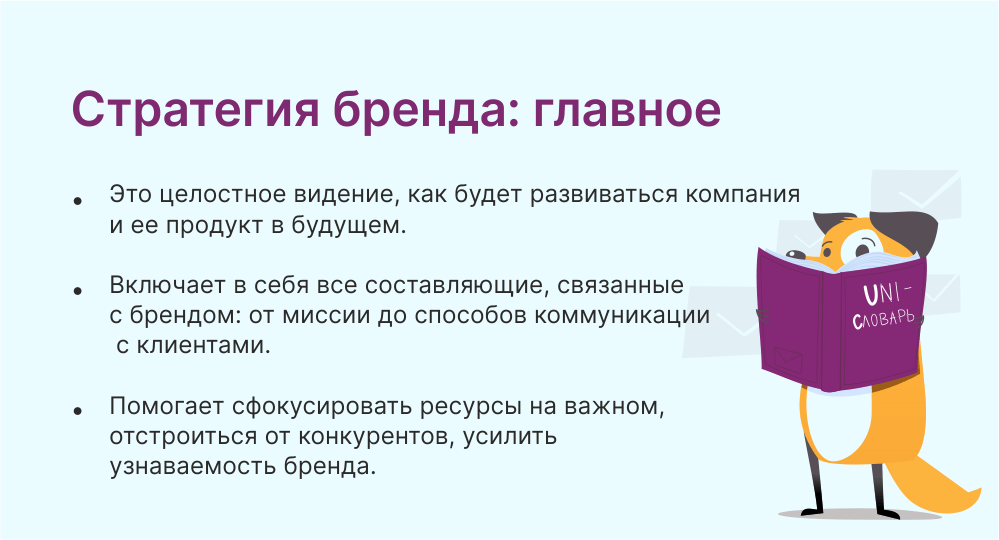 Стратегия бренда: главное
• Это целостное видение, как будет развиваться компания
и ее продукт в будущем.
• Включает в себя все составляющие, связанные
с брендом: от миссии до способов коммуникации
с клиентами.
• Помогает сфокусировать ресурсы на важном,
отстроиться от конкурентов, усилить
узнаваемость бренда.
UNI-
СЛОВАРЬ